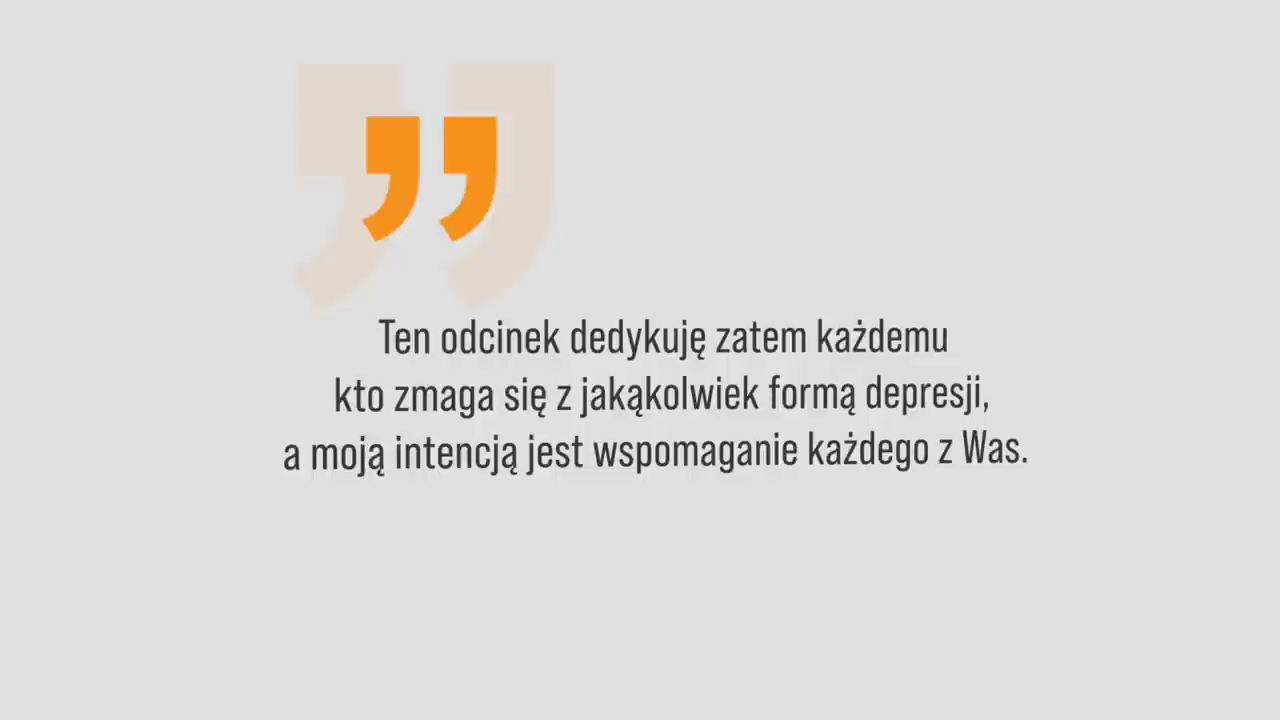 Ten odcinek dedykuję zatem każdemu
kto zmaga się z jakąkolwiek formą depresji,
a moją intencją jest wspomaganie każdego z Was.